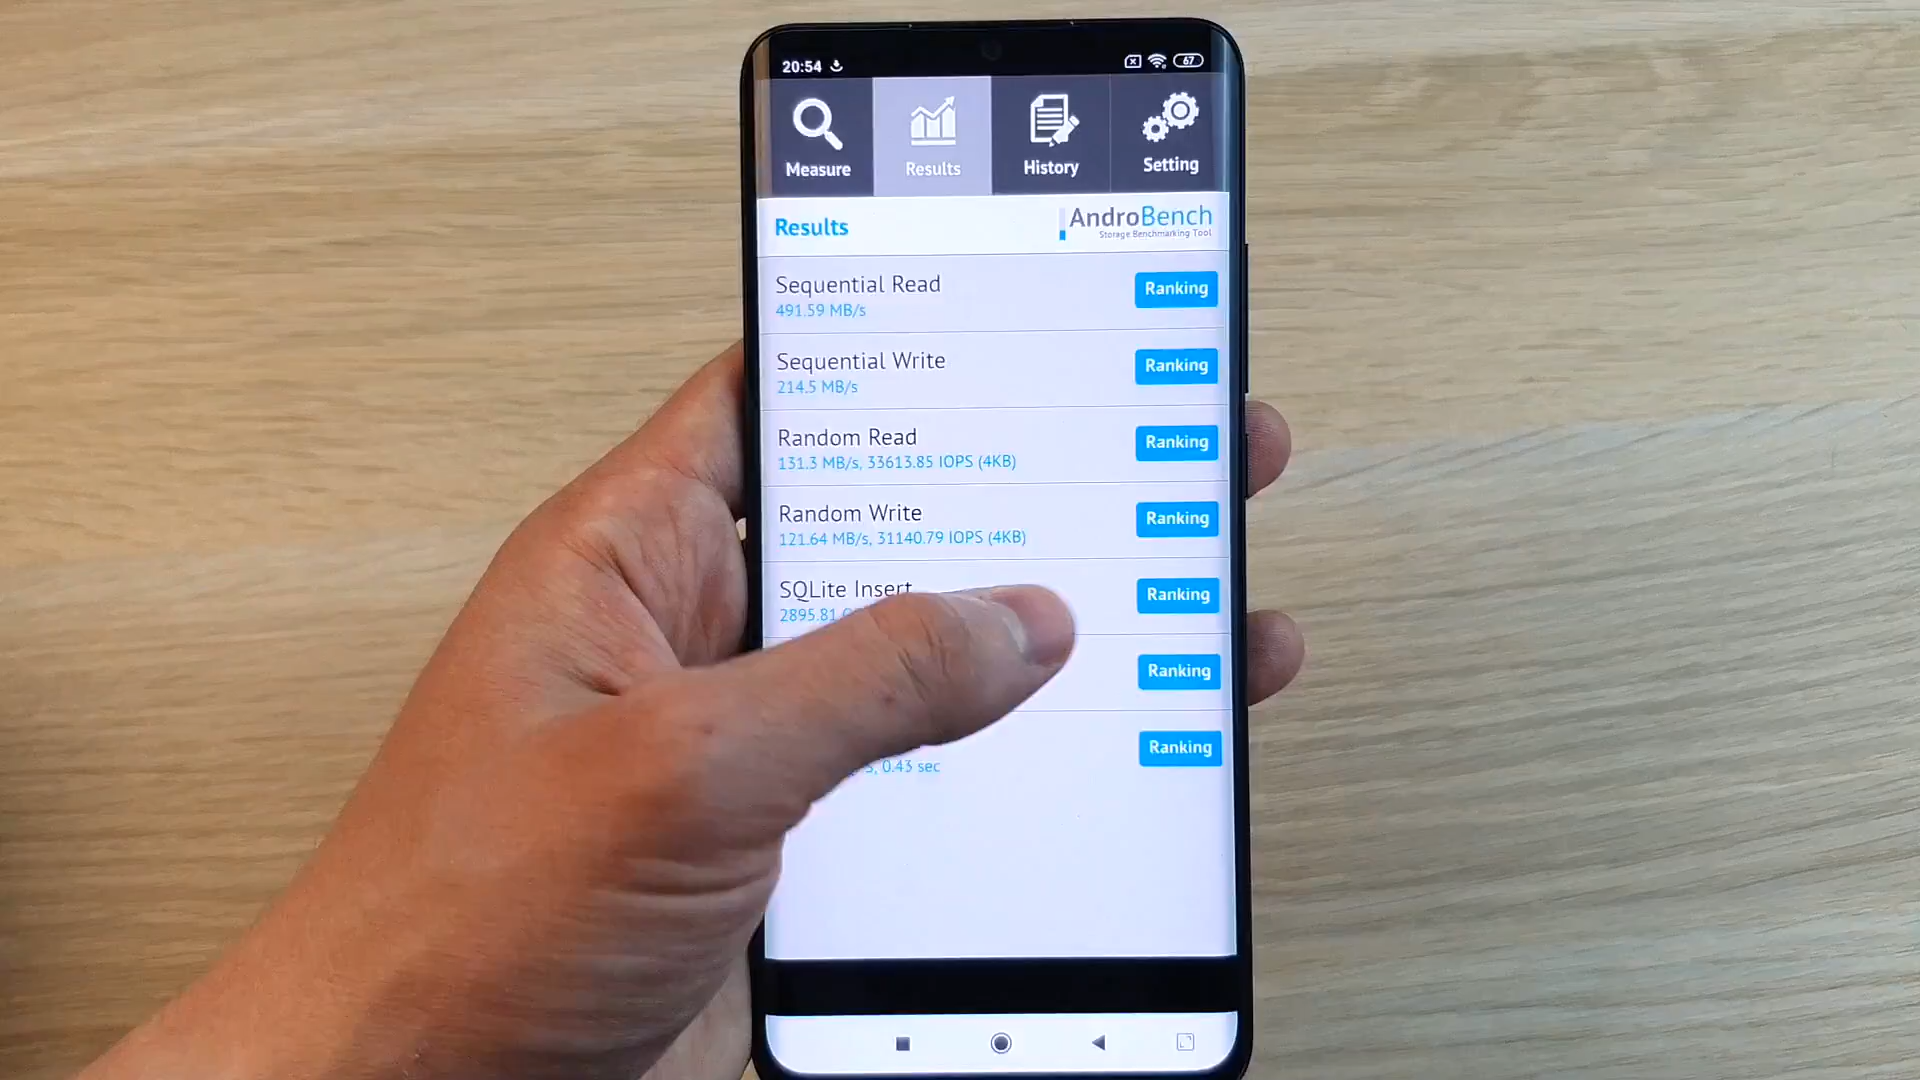 20:54
67
Measure
Results
History
Setting
Results
AndroBench
Storage Benchmarking Tool
Sequential Read
491.59 MB/s
Ranking
Sequential Write
214.5 MB/s
Ranking
Random Read
131.3 MB/s, 33613.85 IOPS (4KB)
Ranking
Random Write
121.64 MB/s, 31140.79 IOPS (4KB)
Ranking
SQLite Insert
2895.81
Ranking
Ranking
0.43 sec
Ranking